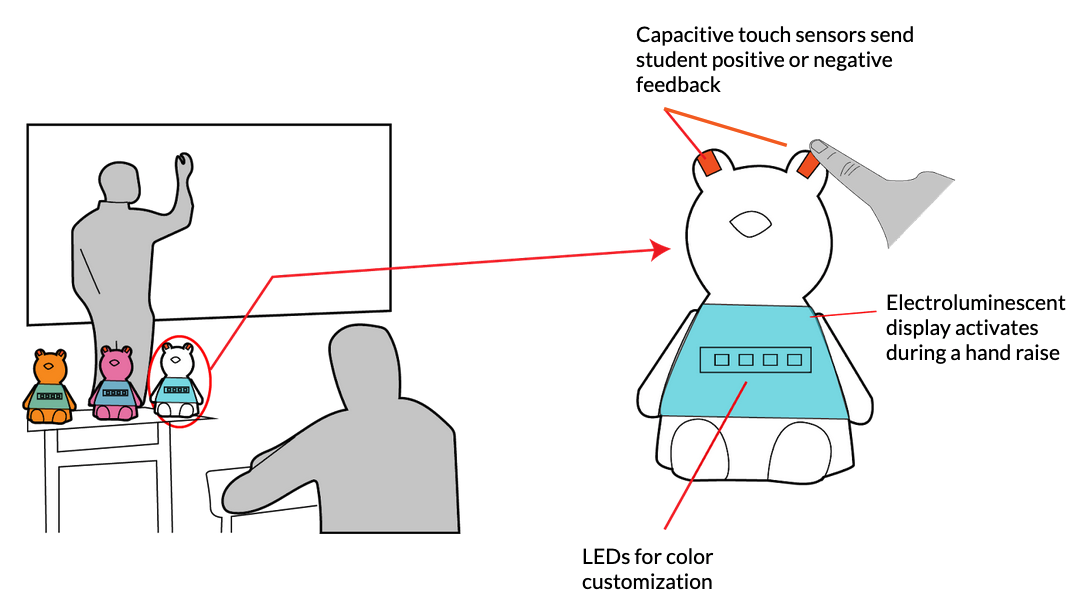 Capacitive touch sensors send
student positive or negative
feedback
Electroluminescent
display activates
during a hand raise
LEDs for color
customization